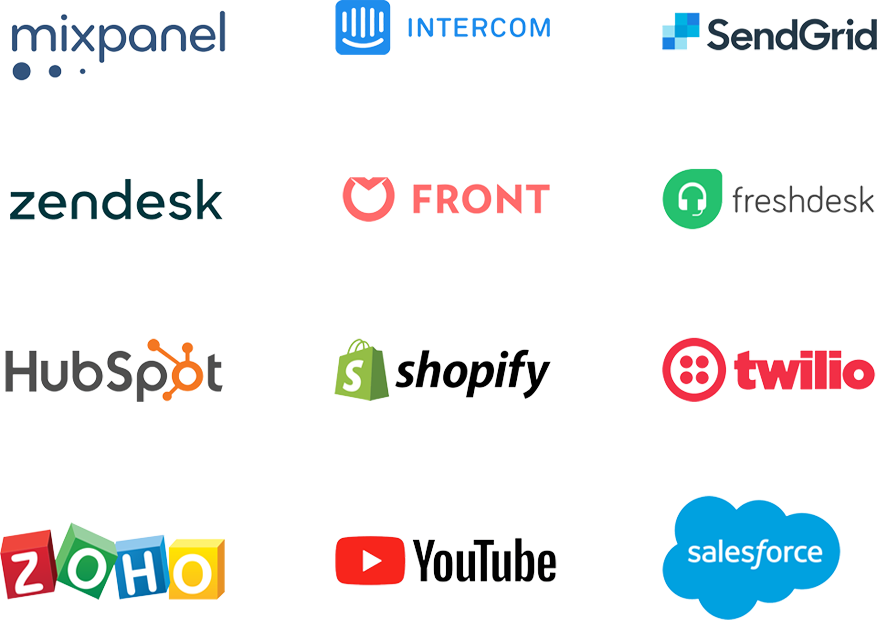 mixpanel
INTERCOM
SendGrid
zendesk
FRONT
freshdesk
HubSpot
S shopify
twilio
ZOHO
YouTube
salesforce